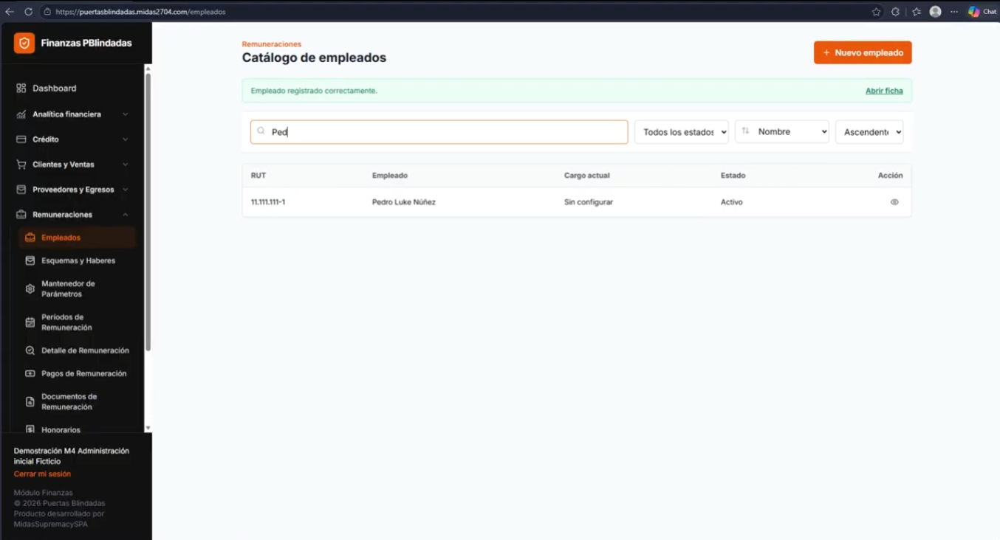 https://puertasblindadas.midas2704.com/empleados
Chat
Finanzas PBlindadas
Dashboard
Analítica financiera
Crédito
Clientes y Ventas
Proveedores y Egresos
Remuneraciones
Empleados
Esquemas y Haberes
Mantenedor de
Parámetros
Períodos de
Remuneración
Detalle de Remuneración
Pagos de Remuneración
Documentos de
Remuneración
Honorarios
Demostración M4 Administración
inicial Ficticio
Cerrar mi sesión
Módulo Finanzas
© 2026 Puertas Blindadas
Producto desarrollado por
MidasSupremacySPA
Remuneraciones
Catálogo de empleados
+ Nuevo empleado
Empleado registrado correctamente. Abrir ficha
Ped Todos los estados Nombre Ascendente
RUT Empleado Cargo actual Estado Acción
11.111.111-1 Pedro Luke Núñez Sin configurar Activo